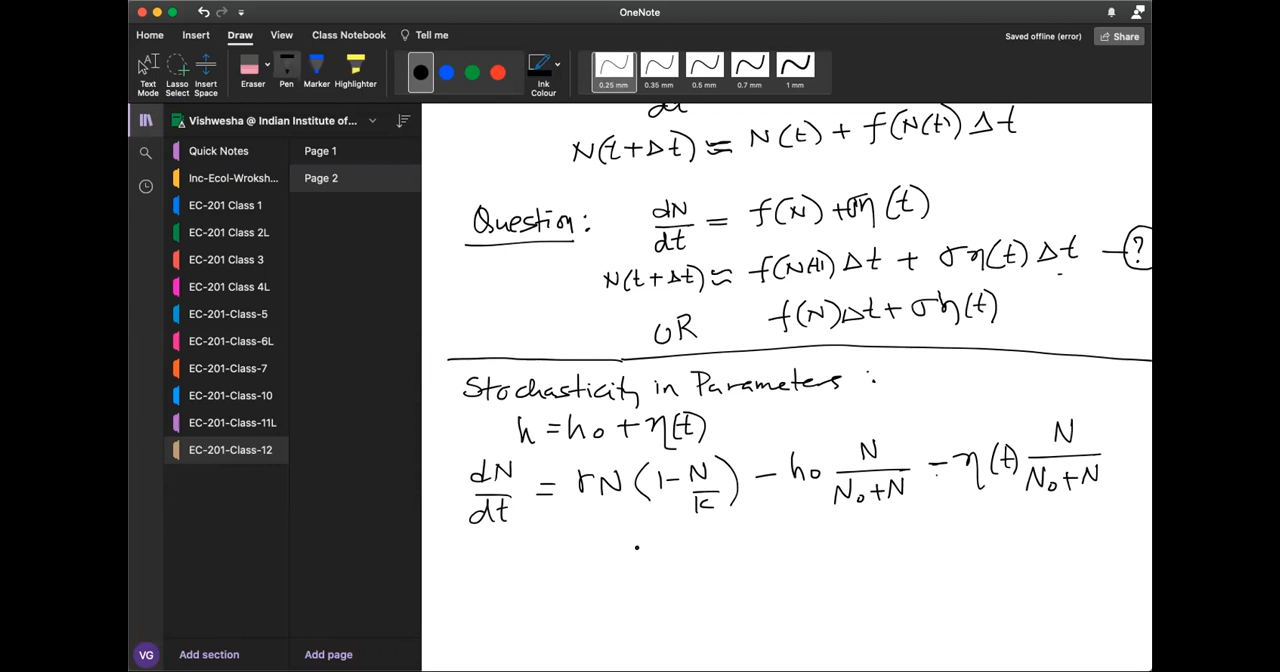 OneNote
Home Insert Draw View Class Notebook Tell me
Saved offline (error) Share
Text Mode Lasso Select Insert Space Eraser Pen Marker Highlighter Ink Colour 0.25 mm 0.35 mm 0.5 mm 0.7 mm 1 mm
Vishwesha @ Indian Institute of...
Quick Notes
Inc-Ecol-Wroksh...
EC-201 Class 1
EC-201 Class 2L
EC-201 Class 3
EC-201 Class 4L
EC-201-Class-5
EC-201-Class-6L
EC-201-Class-7
EC-201-Class-10
EC-201-Class-11L
EC-201-Class-12
Page 1
Page 2
dt
N(t+Δt) ≈ N(t) + f(N(t)) Δt
Question: dN/dt = f(N) + ση(t)
N(t+Δt) ≈ f(N(t)) Δt + ση(t) Δt — ?
OR f(N)Δt + ση(t)
Stochasticity in Parameters :
h = h₀ + η(t)
dN/dt = rN (1 - N/K) - h₀ N/(N₀+N) - η(t) N/(N₀+N)
VG Add section Add page